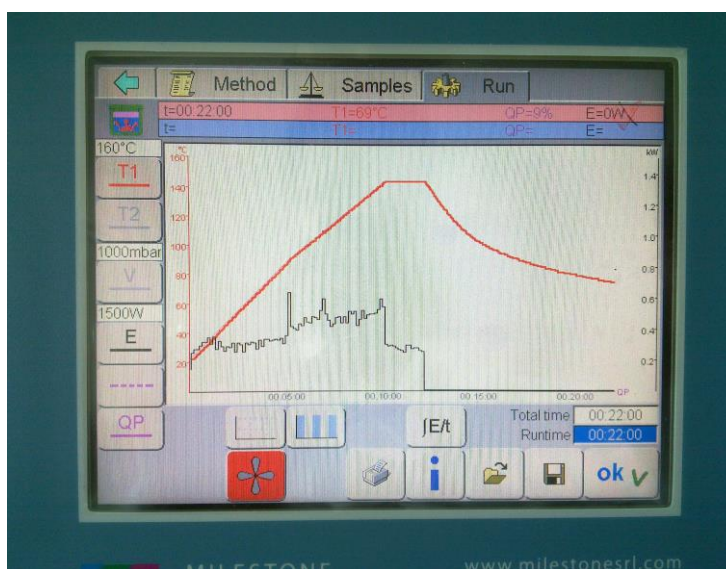 Method Samples Run
t=00:22:00 T1=69°C QP=9% E=0W
t= T1= QP= E=
160°C
T1
T2
1000mbar
V
1500W
E
QP
°C
160
140
120
100
80
60
40
20
kW
1.4
1.2
1.0
0.8
0.6
0.4
0.2
QP
00:05:00 00:10:00 00:15:00 00:20:00
∫E/t
Total time 00:22:00
Runtime 00:22:00
i
ok
MILESTONE www.milestonesrl.com